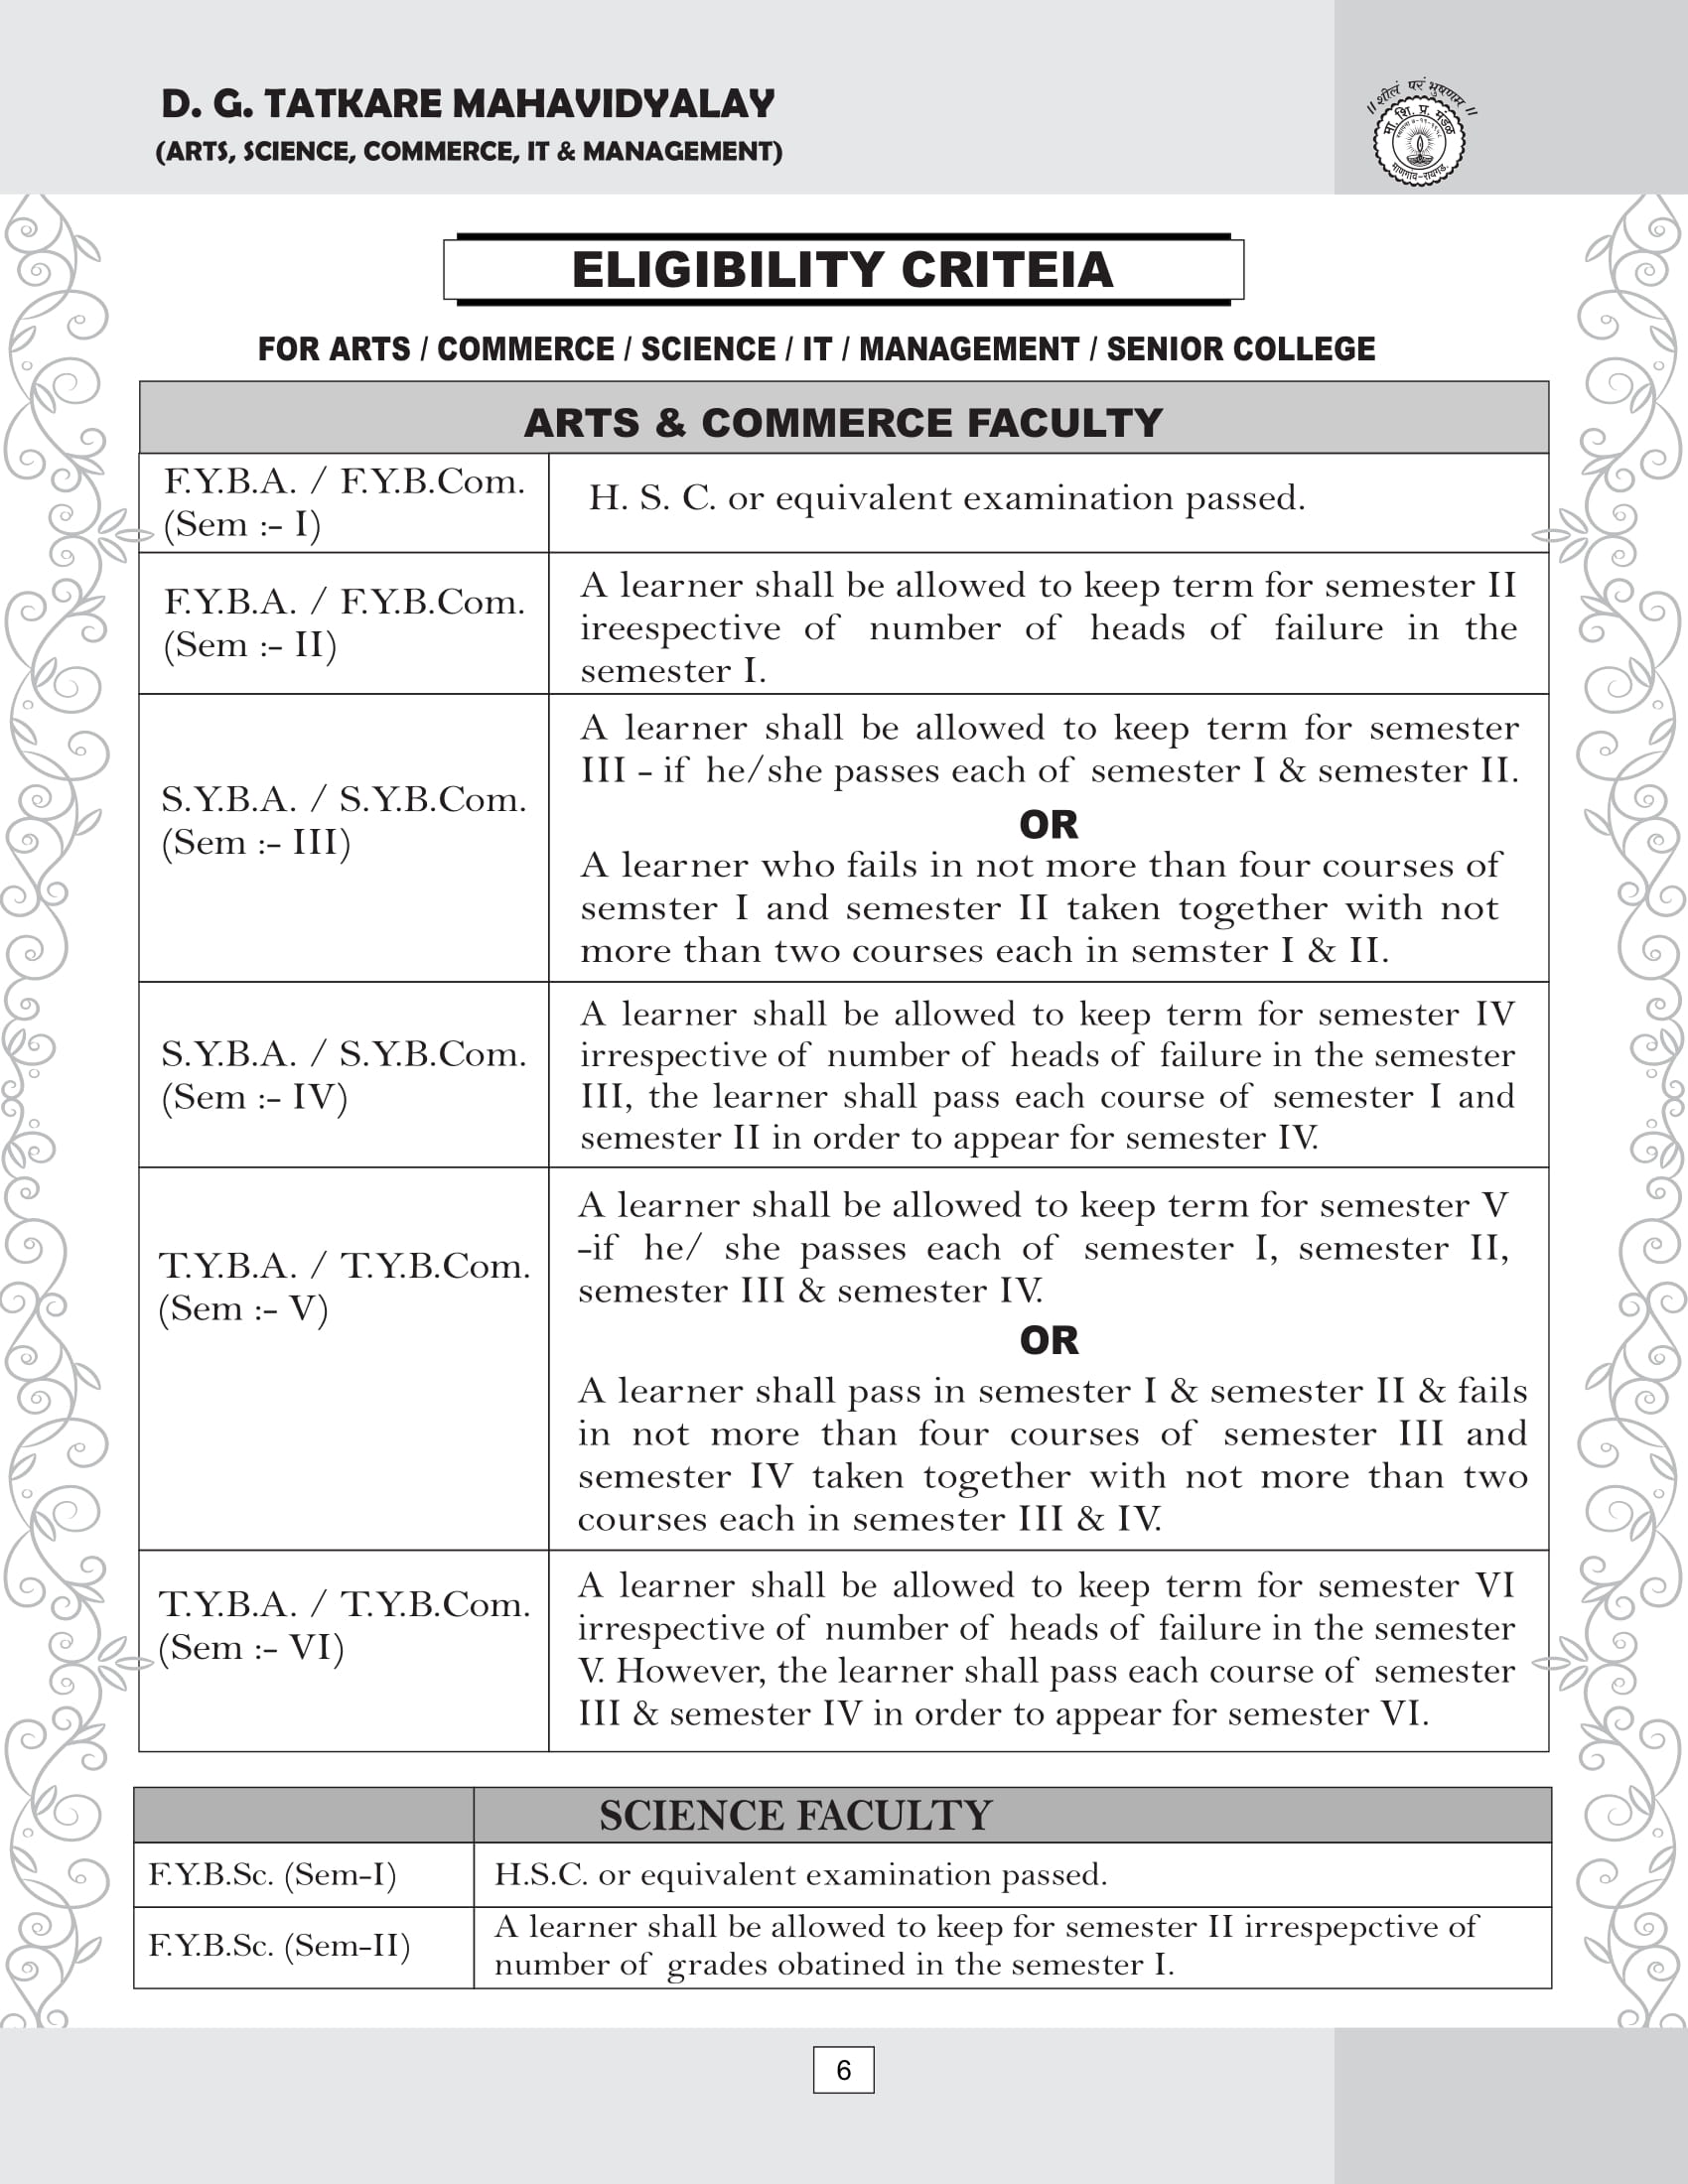 D. G. TATKARE MAHAVIDYALAY
(ARTS, SCIENCE, COMMERCE, IT & MANAGEMENT)
॥ शीलं परं भुषणम ॥
मा. शि. प्र. मंडळ
माणगांव-रायगड.
ELIGIBILITY CRITEIA
FOR ARTS / COMMERCE / SCIENCE / IT / MANAGEMENT / SENIOR COLLEGE
ARTS & COMMERCE FACULTY
F.Y.B.A. / F.Y.B.Com.
(Sem :- I)
H. S. C. or equivalent examination passed.
F.Y.B.A. / F.Y.B.Com.
(Sem :- II)
A learner shall be allowed to keep term for semester II
ireespective of number of heads of failure in the
semester I.
S.Y.B.A. / S.Y.B.Com.
(Sem :- III)
A learner shall be allowed to keep term for semester
III - if he/she passes each of semester I & semester II.
OR
A learner who fails in not more than four courses of
semster I and semester II taken together with not
more than two courses each in semster I & II.
S.Y.B.A. / S.Y.B.Com.
(Sem :- IV)
A learner shall be allowed to keep term for semester IV
irrespective of number of heads of failure in the semester
III, the learner shall pass each course of semester I and
semester II in order to appear for semester IV.
T.Y.B.A. / T.Y.B.Com.
(Sem :- V)
A learner shall be allowed to keep term for semester V
-if he/ she passes each of semester I, semester II,
semester III & semester IV.
OR
A learner shall pass in semester I & semester II & fails
in not more than four courses of semester III and
semester IV taken together with not more than two
courses each in semester III & IV.
T.Y.B.A. / T.Y.B.Com.
(Sem :- VI)
A learner shall be allowed to keep term for semester VI
irrespective of number of heads of failure in the semester
V. However, the learner shall pass each course of semester
III & semester IV in order to appear for semester VI.
SCIENCE FACULTY
F.Y.B.Sc. (Sem-I)
H.S.C. or equivalent examination passed.
F.Y.B.Sc. (Sem-II)
A learner shall be allowed to keep for semester II irrespepctive of
number of grades obatined in the semester I.
6